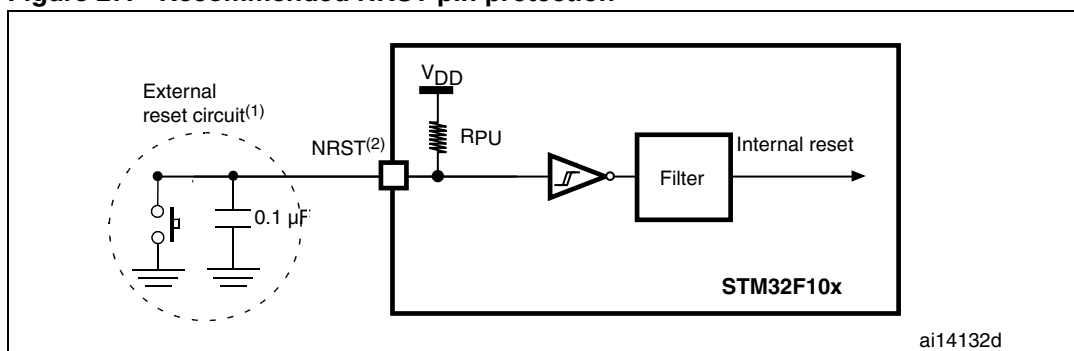 Figure Recommended NRST pin protection
External
reset circuit(1)
VDD
NRST(2)
RPU
Internal reset
Filter
0.1 µF
STM32F10x
ai14132d